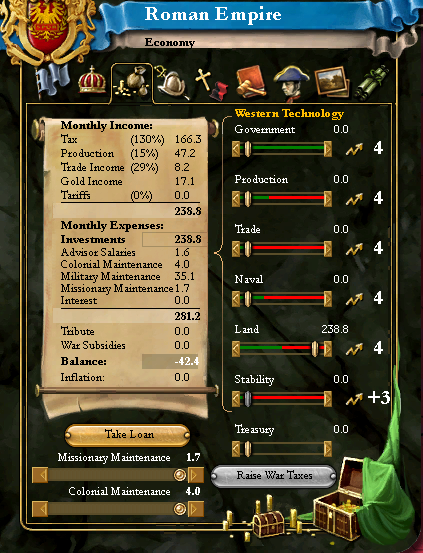 Roman Empire
Economy
Monthly Income:
Tax (130%) 166.3
Production (15%) 47.2
Trade Income (29%) 8.2
Gold Income 17.1
Tariffs (0%) 0.0
238.8
Monthly Expenses:
Investments 238.8
Advisor Salaries 1.6
Colonial Maintenance 4.0
Military Maintenance 35.1
Missionary Maintenance 1.7
Interest 0.0
281.2
Tribute 0.0
War Subsidies 0.0
Balance: -42.4
Inflation: 0.0
Take Loan
Missionary Maintenance 1.7
Colonial Maintenance 4.0
Western Technology
Government 0.0
4
Production 0.0
4
Trade 0.0
4
Naval 0.0
4
Land 238.8
4
Stability 0.0
+3
Treasury 0.0
Raise War Taxes